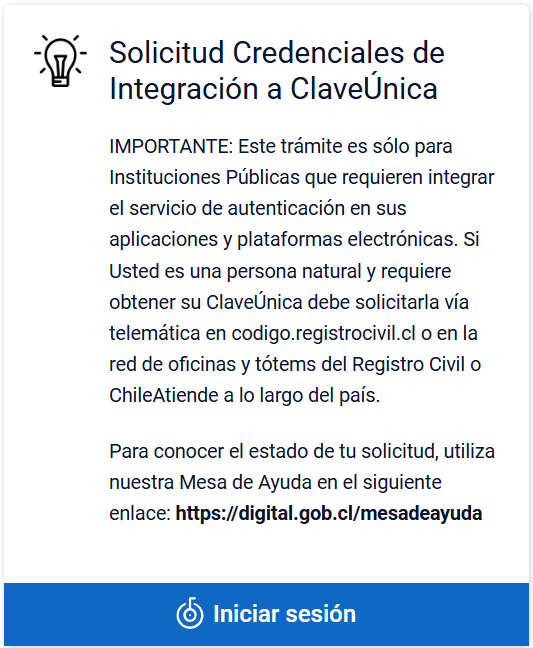 Solicitud Credenciales de
Integración a ClaveÚnica
IMPORTANTE: Este trámite es sólo para
Instituciones Públicas que requieren integrar
el servicio de autenticación en sus
aplicaciones y plataformas electrónicas. Si
Usted es una persona natural y requiere
obtener su ClaveÚnica debe solicitarla vía
telemática en codigo.registrocivil.cl o en la
red de oficinas y tótems del Registro Civil o
ChileAtiende a lo largo del país.
Para conocer el estado de tu solicitud, utiliza
nuestra Mesa de Ayuda en el siguiente
enlace: https://digital.gob.cl/mesadeayuda
Iniciar sesión